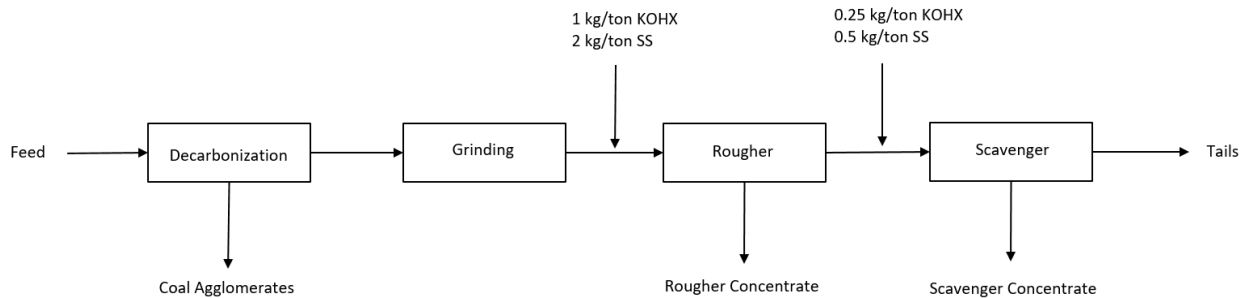 1 kg/ton KOHX
2 kg/ton SS
0.25 kg/ton KOHX
0.5 kg/ton SS
Feed
Decarbonization
Grinding
Rougher
Scavenger
Tails
Coal Agglomerates
Rougher Concentrate
Scavenger Concentrate